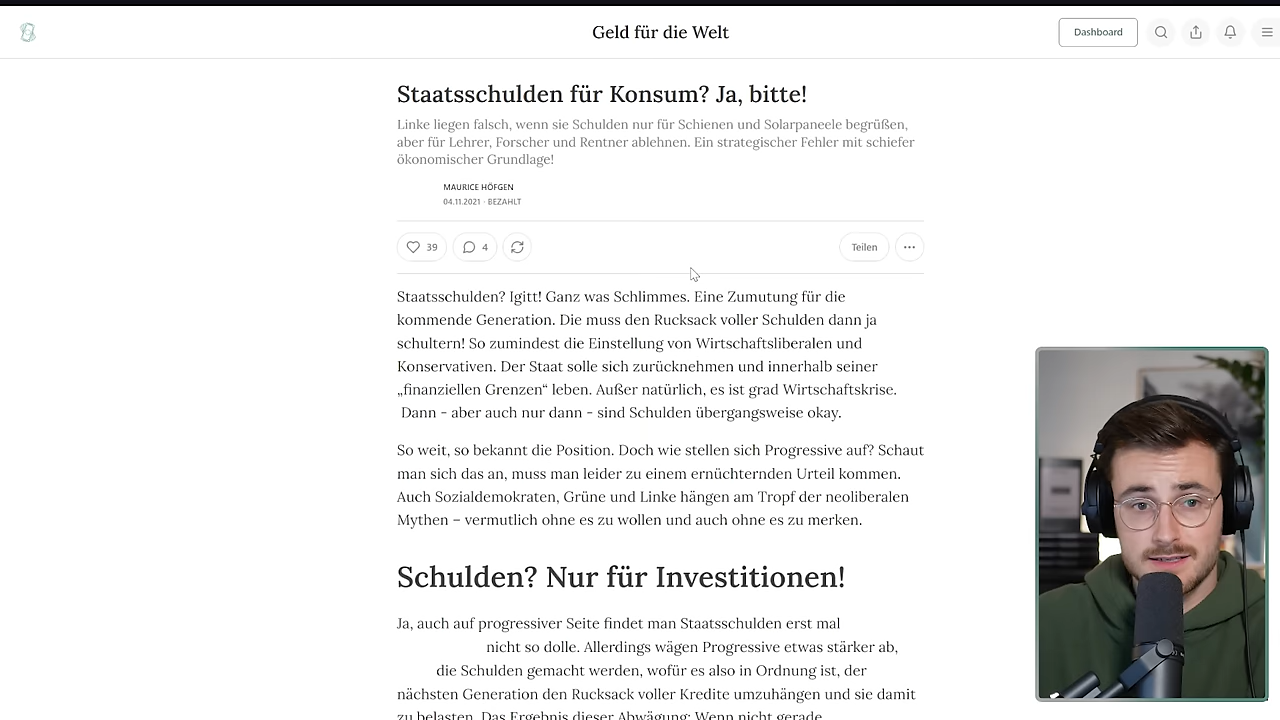 Geld für die Welt
Dashboard
Staatsschulden für Konsum? Ja, bitte!
Linke liegen falsch, wenn sie Schulden nur für Schienen und Solarpaneele begrüßen,
aber für Lehrer, Forscher und Rentner ablehnen. Ein strategischer Fehler mit schiefer
ökonomischer Grundlage!
MAURICE HÖFGEN
04.11.2021 · BEZAHLT
39
4
Teilen
Staatsschulden? Igitt! Ganz was Schlimmes. Eine Zumutung für die
kommende Generation. Die muss den Rucksack voller Schulden dann ja
schultern! So zumindest die Einstellung von Wirtschaftsliberalen und
Konservativen. Der Staat solle sich zurücknehmen und innerhalb seiner
„finanziellen Grenzen“ leben. Außer natürlich, es ist grad Wirtschaftskrise.
Dann - aber auch nur dann - sind Schulden übergangsweise okay.
So weit, so bekannt die Position. Doch wie stellen sich Progressive auf? Schaut
man sich das an, muss man leider zu einem ernüchternden Urteil kommen.
Auch Sozialdemokraten, Grüne und Linke hängen am Tropf der neoliberalen
Mythen – vermutlich ohne es zu wollen und auch ohne es zu merken.
Schulden? Nur für Investitionen!
Ja, auch auf progressiver Seite findet man Staatsschulden erst mal
nicht so dolle. Allerdings wägen Progressive etwas stärker ab,
die Schulden gemacht werden, wofür es also in Ordnung ist, der
nächsten Generation den Rucksack voller Kredite umzuhängen und sie damit
zu belasten. Das Ergebnis dieser Abwägung: Wenn nicht gerade